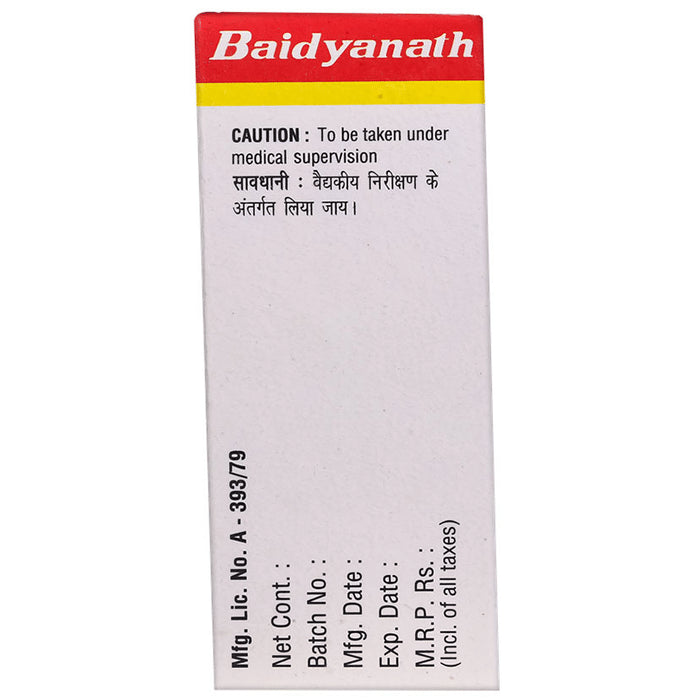 Baidyanath
CAUTION : To be taken under
medical supervision
सावधानी : वैद्यकीय निरीक्षण के
अंतर्गत लिया जाय।
Mfg. Lic. No. A - 393/79
Net Cont. :
Batch No. :
Mfg. Date :
Exp. Date :
M.R.P. Rs. :
(Incl. of all taxes)